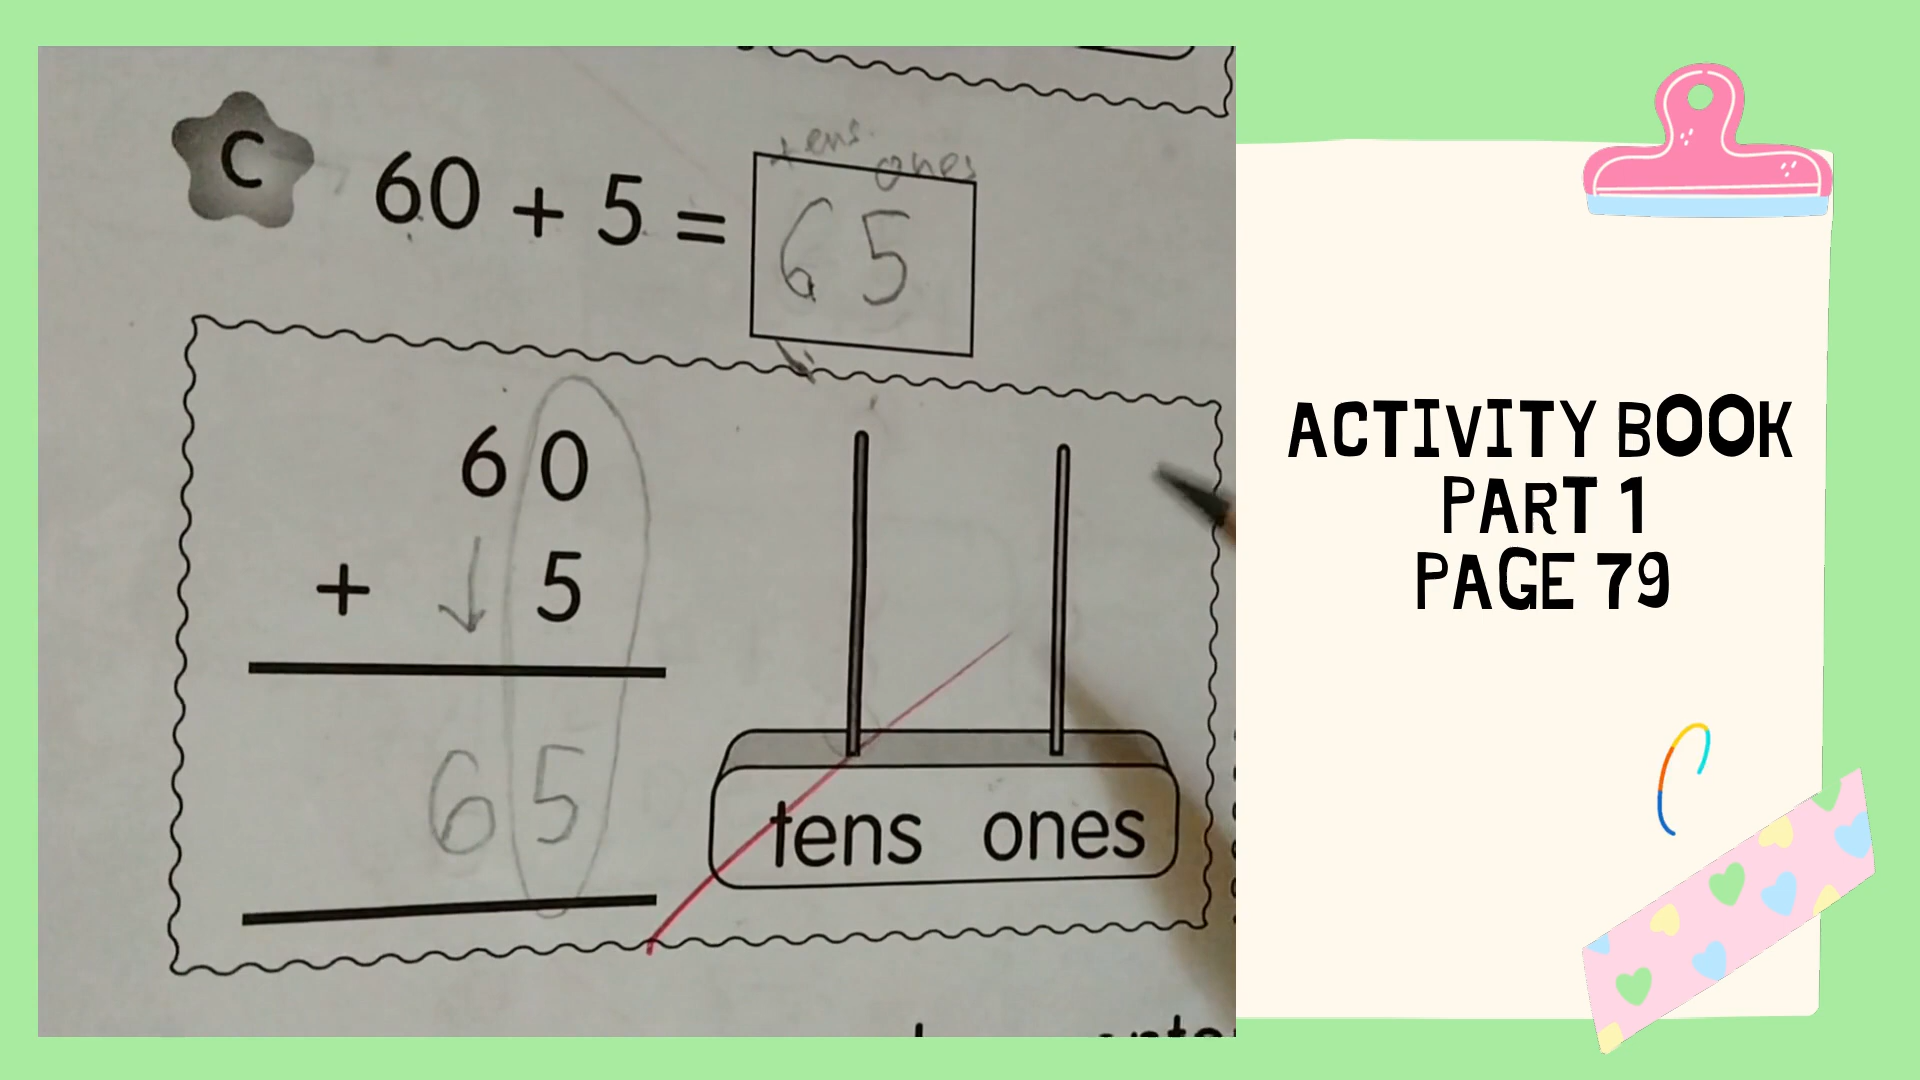 C 60 + 5 = 65
tens ones
60
+ 5
65
tens ones
ACTIVITY BOOK
PART 1
PAGE 79